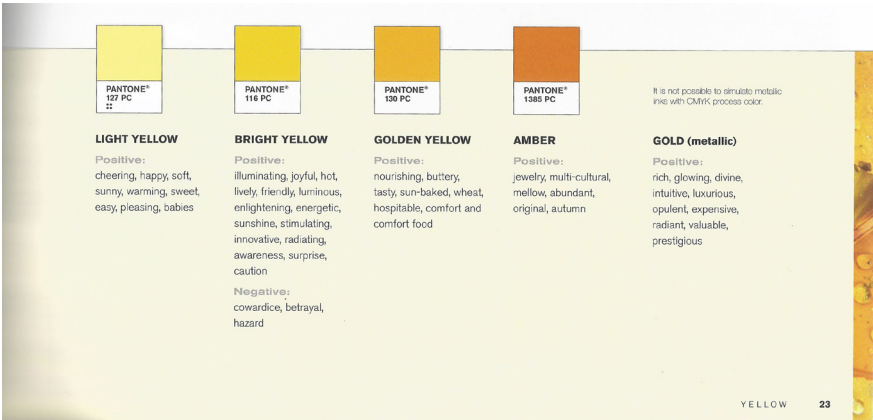 PANTONE®
127 PC
PANTONE®
116 PC
PANTONE®
130 PC
PANTONE®
1385 PC
It is not possible to simulate metallic
inks with CMYK process color.
LIGHT YELLOW
Positive:
cheering, happy, soft,
sunny, warming, sweet,
easy, pleasing, babies
BRIGHT YELLOW
Positive:
illuminating, joyful, hot,
lively, friendly, luminous,
enlightening, energetic,
sunshine, stimulating,
innovative, radiating,
awareness, surprise,
caution
Negative:
cowardice, betrayal,
hazard
GOLDEN YELLOW
Positive:
nourishing, buttery,
tasty, sun-baked, wheat,
hospitable, comfort and
comfort food
AMBER
Positive:
jewelry, multi-cultural,
mellow, abundant,
original, autumn
GOLD (metallic)
Positive:
rich, glowing, divine,
intuitive, luxurious,
opulent, expensive,
radiant, valuable,
prestigious
YELLOW 23